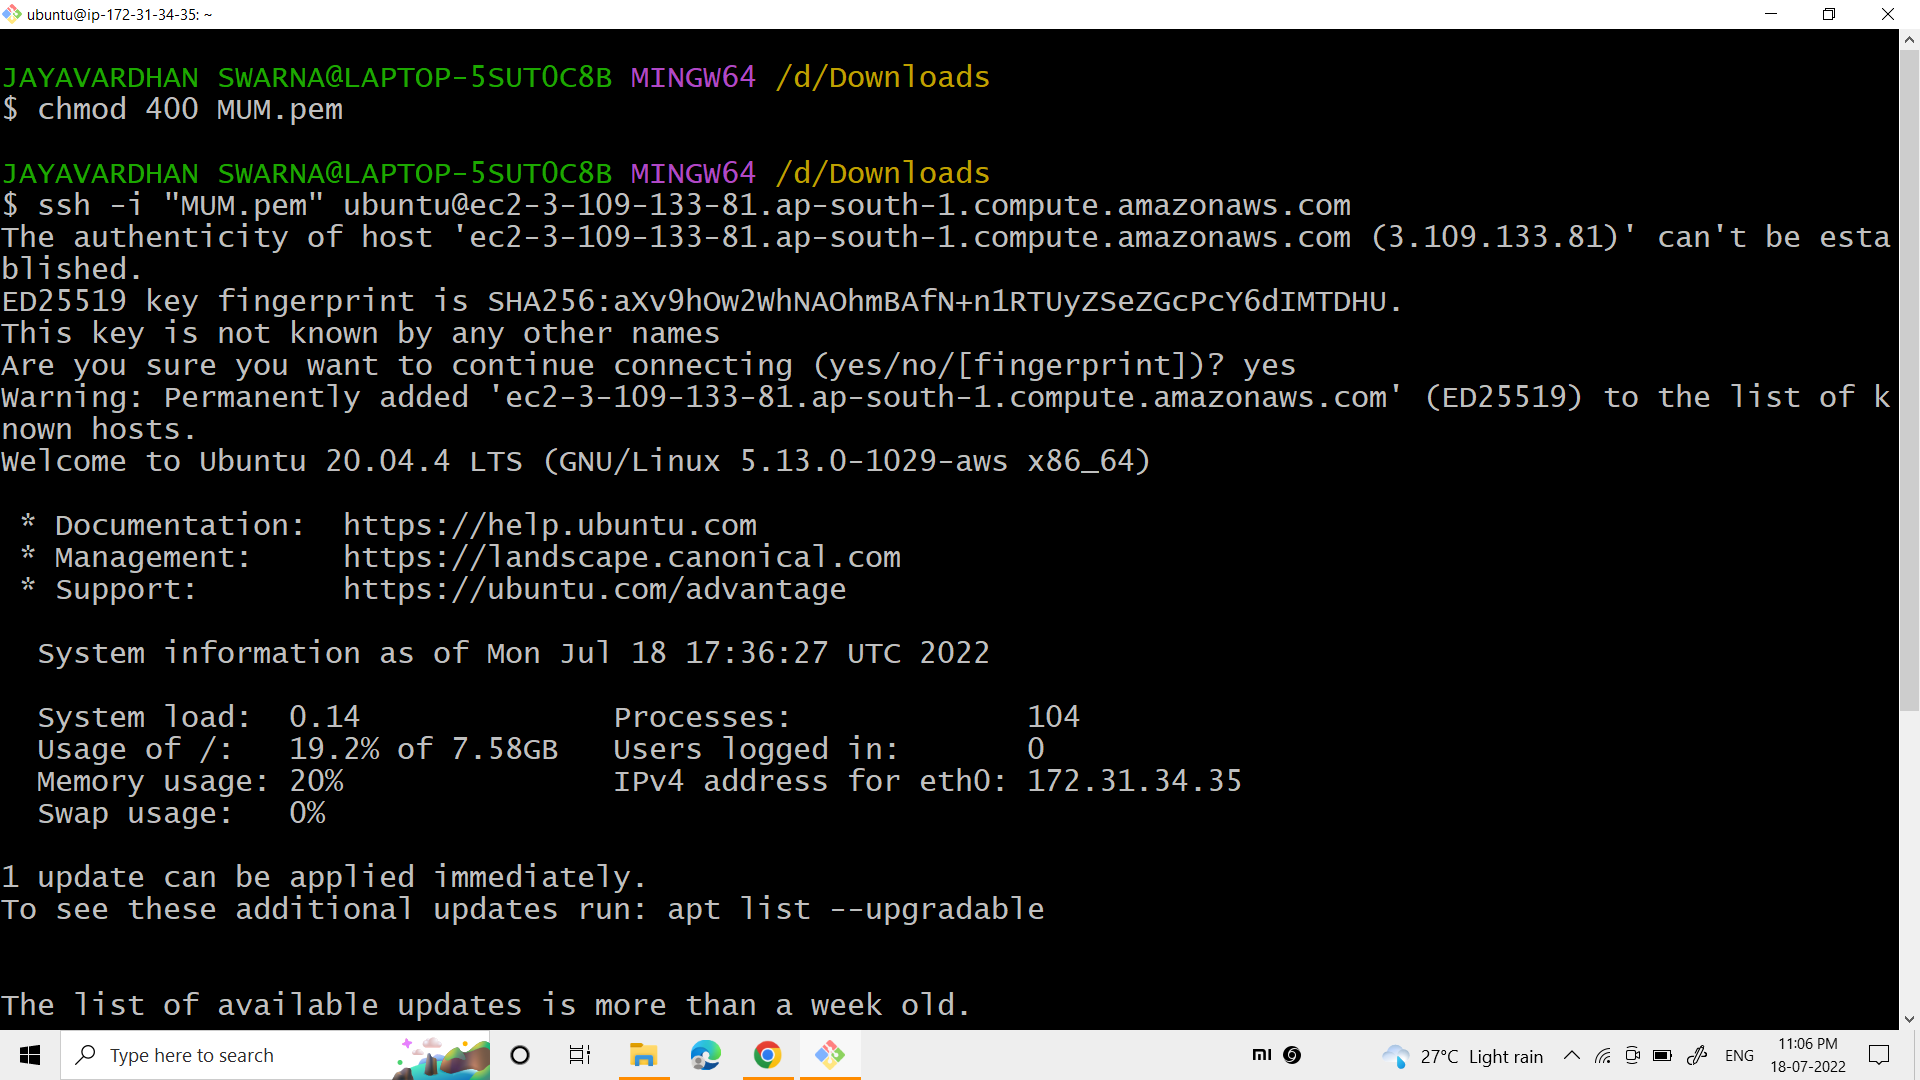 ubuntu@ip-172-31-34-35: ~
JAYAVARDHAN SWARNA@LAPTOP-5SUT0C8B MINGW64 /d/Downloads
$ chmod 400 MUM.pem
JAYAVARDHAN SWARNA@LAPTOP-5SUT0C8B MINGW64 /d/Downloads
$ ssh -i "MUM.pem" ubuntu@ec2-3-109-133-81.ap-south-1.compute.amazonaws.com
The authenticity of host 'ec2-3-109-133-81.ap-south-1.compute.amazonaws.com (3.109.133.81)' can't be esta
blished.
ED25519 key fingerprint is SHA256:aXv9hOw2WhNAOhmBAfN+n1RTUyZSeZGcPcY6dIMTDHU.
This key is not known by any other names
Are you sure you want to continue connecting (yes/no/[fingerprint])? yes
Warning: Permanently added 'ec2-3-109-133-81.ap-south-1.compute.amazonaws.com' (ED25519) to the list of k
nown hosts.
Welcome to Ubuntu 20.04.4 LTS (GNU/Linux 5.13.0-1029-aws x86_64)
* Documentation:  https://help.ubuntu.com
* Management:     https://landscape.canonical.com
* Support:        https://ubuntu.com/advantage
System information as of Mon Jul 18 17:36:27 UTC 2022
System load:  0.14              Processes:             104
Usage of /:   19.2% of 7.58GB   Users logged in:       0
Memory usage: 20%               IPv4 address for eth0: 172.31.34.35
Swap usage:   0%
1 update can be applied immediately.
To see these additional updates run: apt list --upgradable
The list of available updates is more than a week old.
Type here to search
mi
27°C Light rain
ENG
11:06 PM
18-07-2022